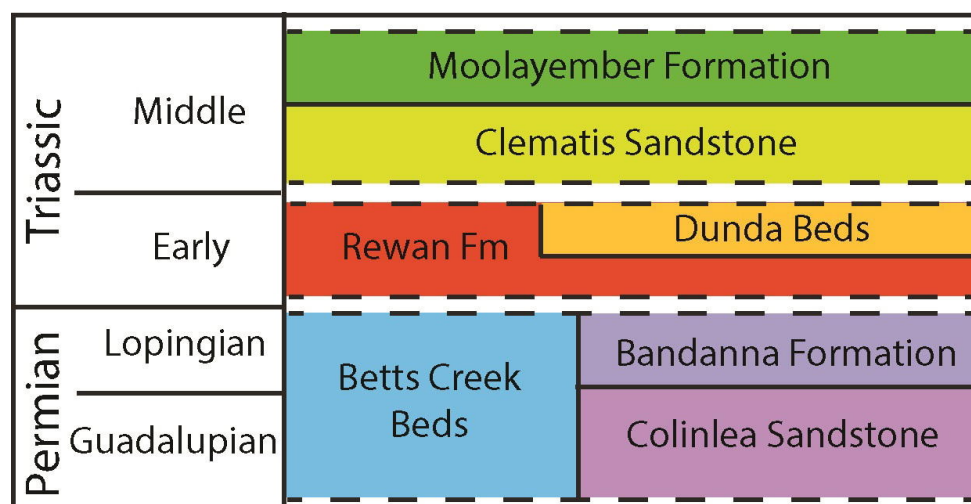 Triassic
Middle
Early
Moolayember Formation
Clematis Sandstone
Rewan Fm
Dunda Beds
Permian
Lopingian
Guadalupian
Betts Creek
Beds
Bandanna Formation
Colinlea Sandstone